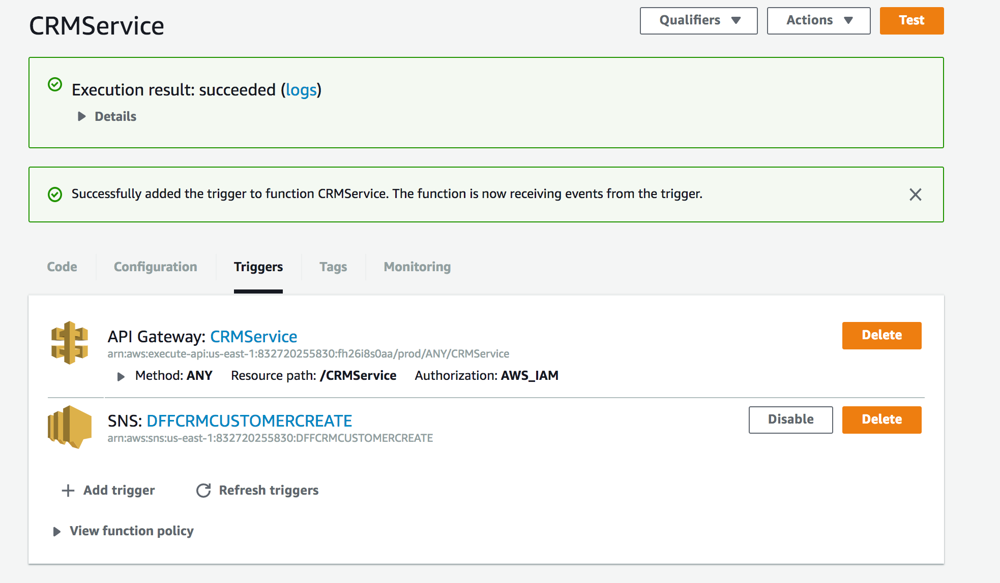 CRMService
Qualifiers
Actions
Test
Execution result: succeeded (logs)
Details
Successfully added the trigger to function CRMService. The function is now receiving events from the trigger.
Code
Configuration
Triggers
Tags
Monitoring
API Gateway: CRMService
Delete
arn:aws:execute-api:us-east-1:832720255830:fh26i8s0aa/prod/ANY/CRMService
Method: ANY Resource path: /CRMService Authorization: AWS_IAM
SNS: DFFCRMCUSTOMERCREATE
Disable
Delete
arn:aws:sns:us-east-1:832720255830:DFFCRMCUSTOMERCREATE
Add trigger
Refresh triggers
View function policy